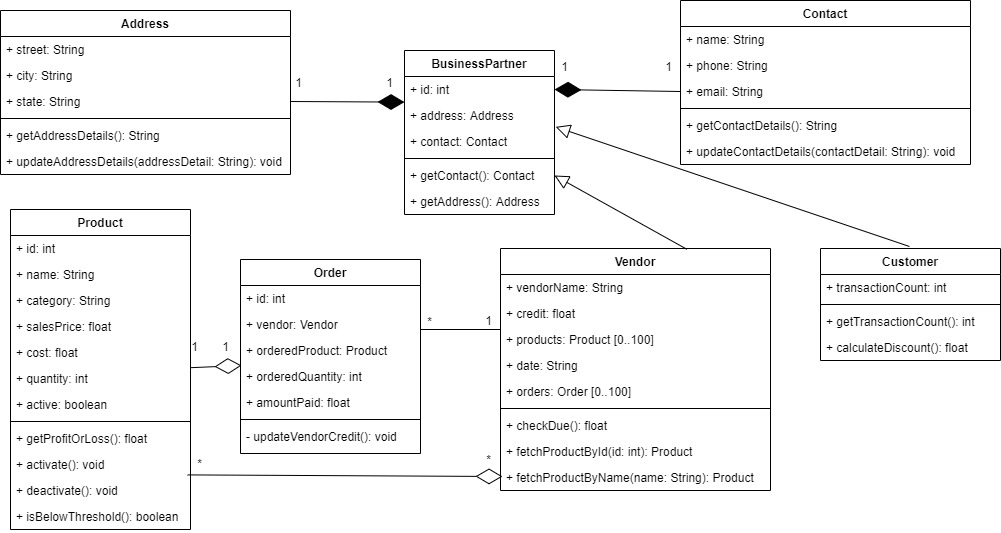 Address
+ street: String
+ city: String
+ state: String
+ getAddressDetails(): String
+ updateAddressDetails(addressDetail: String): void
1
1
BusinessPartner
+ id: int
+ address: Address
+ contact: Contact
+ getContact(): Contact
+ getAddress(): Address
1
1
Contact
+ name: String
+ phone: String
+ email: String
+ getContactDetails(): String
+ updateContactDetails(contactDetail: String): void
Product
+ id: int
+ name: String
+ category: String
+ salesPrice: float
+ cost: float
+ quantity: int
+ active: boolean
+ getProfitOrLoss(): float
+ activate(): void
+ deactivate(): void
+ isBelowThreshold(): boolean
1
1
Order
+ id: int
+ vendor: Vendor
+ orderedProduct: Product
+ orderedQuantity: int
+ amountPaid: float
- updateVendorCredit(): void
*
1
*
*
Vendor
+ vendorName: String
+ credit: float
+ products: Product [0..100]
+ date: String
+ orders: Order [0..100]
+ checkDue(): float
+ fetchProductById(id: int): Product
+ fetchProductByName(name: String): Product
Customer
+ transactionCount: int
+ getTransactionCount(): int
+ calculateDiscount(): float